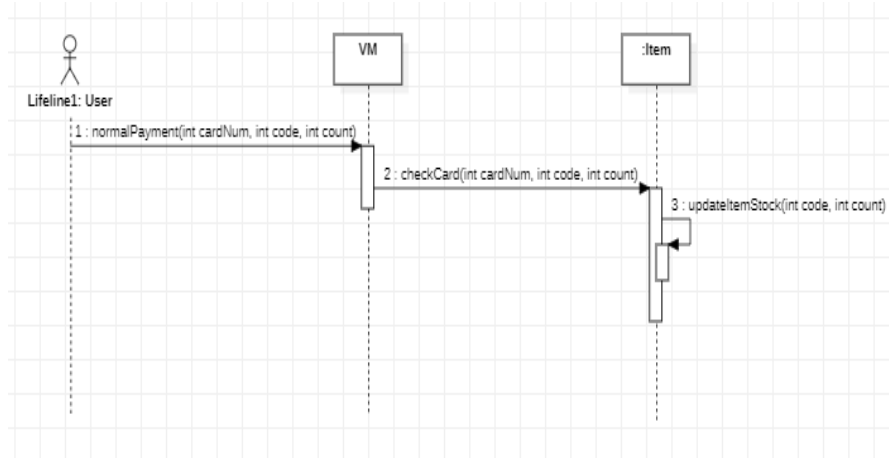 VM
:Item
Lifeline1: User
1 : normalPayment(int cardNum, int code, int count)
2 : checkCard(int cardNum, int code, int count)
3 : updateItemStock(int code, int count)